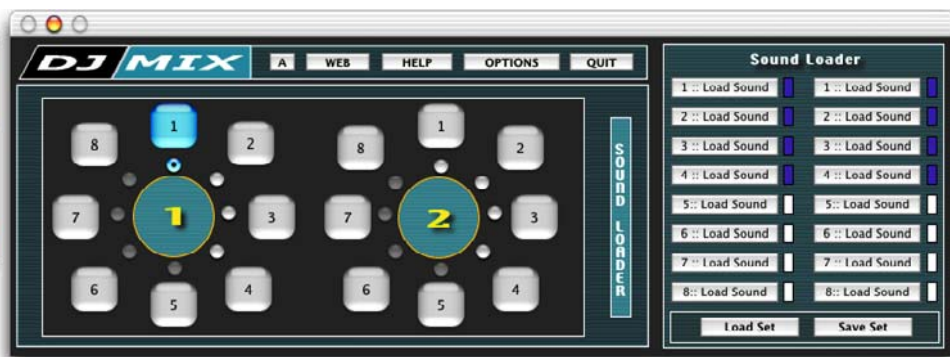 DJ MIX
A WEB HELP OPTIONS QUIT
1
8
2
7
1
3
6
4
5
1
8
2
7
2
3
6
4
5
SOUND LOADER
Sound Loader
1 :: Load Sound 1 :: Load Sound
2 :: Load Sound 2 :: Load Sound
3 :: Load Sound 3 :: Load Sound
4 :: Load Sound 4 :: Load Sound
5:: Load Sound 5:: Load Sound
6 :: Load Sound 6 :: Load Sound
7 :: Load Sound 7 :: Load Sound
8:: Load Sound 8:: Load Sound
Load Set Save Set